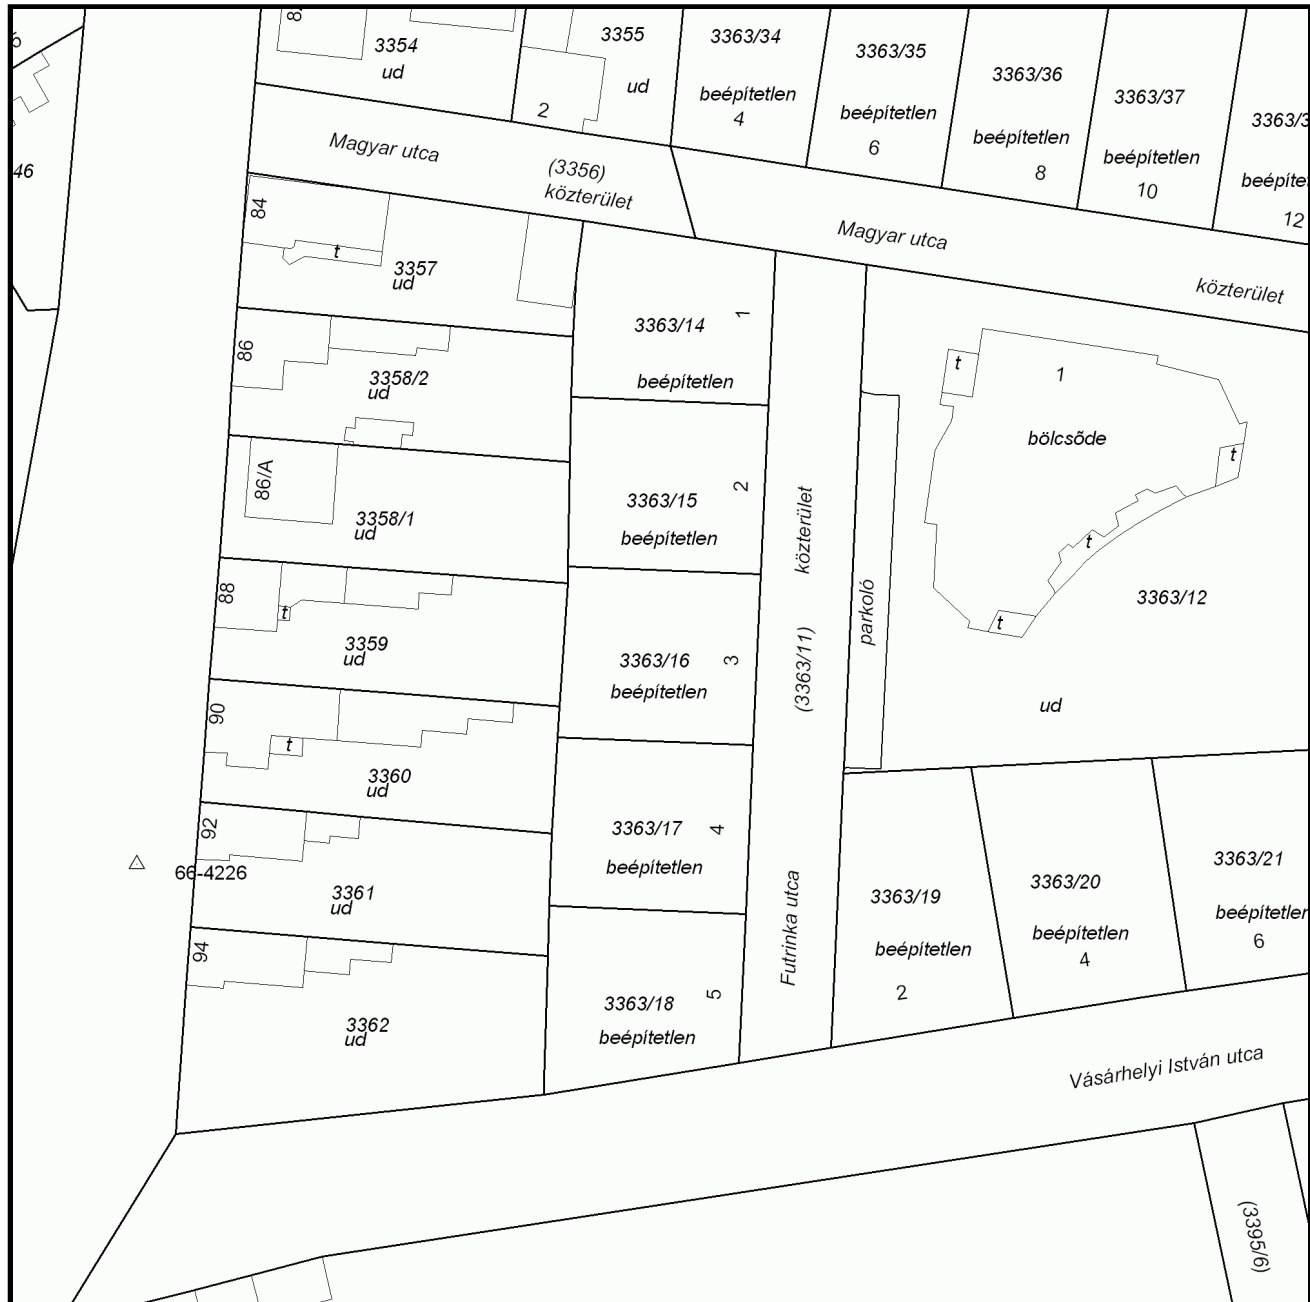 3354
ud
3355
ud
2
3363/34
beépítetlen
4
3363/35
beépítetlen
6
3363/36
beépítetlen
8
3363/37
beépítetlen
10
12
46
Magyar utca
(3356)
közterület
Magyar utca
közterület
84
t
3357
ud
86
3358/2
ud
86/A
3358/1
ud
88
t
3359
ud
90
t
3360
ud
92
3361
ud
66-4226
94
3362
ud
3363/14
1
beépítetlen
3363/15
2
beépítetlen
3363/16
3
beépítetlen
3363/17
4
beépítetlen
3363/18
5
beépítetlen
közterület
(3363/11)
Futrinka utca
parkoló
t
1
bölcsõde
t
t
t
3363/12
ud
3363/19
beépítetlen
2
3363/20
beépítetlen
4
3363/21
beépítetlen
6
Vásárhelyi István utca
(3395/6)